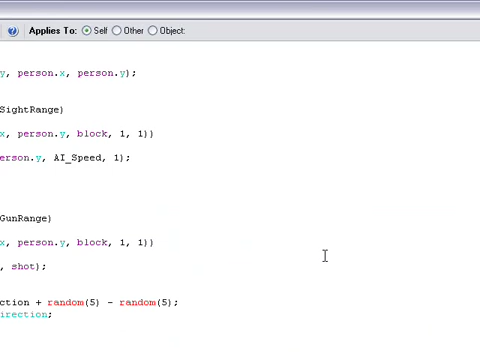 Applies To: Self Other Object:
y, person.x, person.y);
SightRange)
x, person.y, block, 1, 1))
erson.y, AI_Speed, 1);
GunRange)
x, person.y, block, 1, 1))
, shot);
ction + random(5) - random(5);
irection;